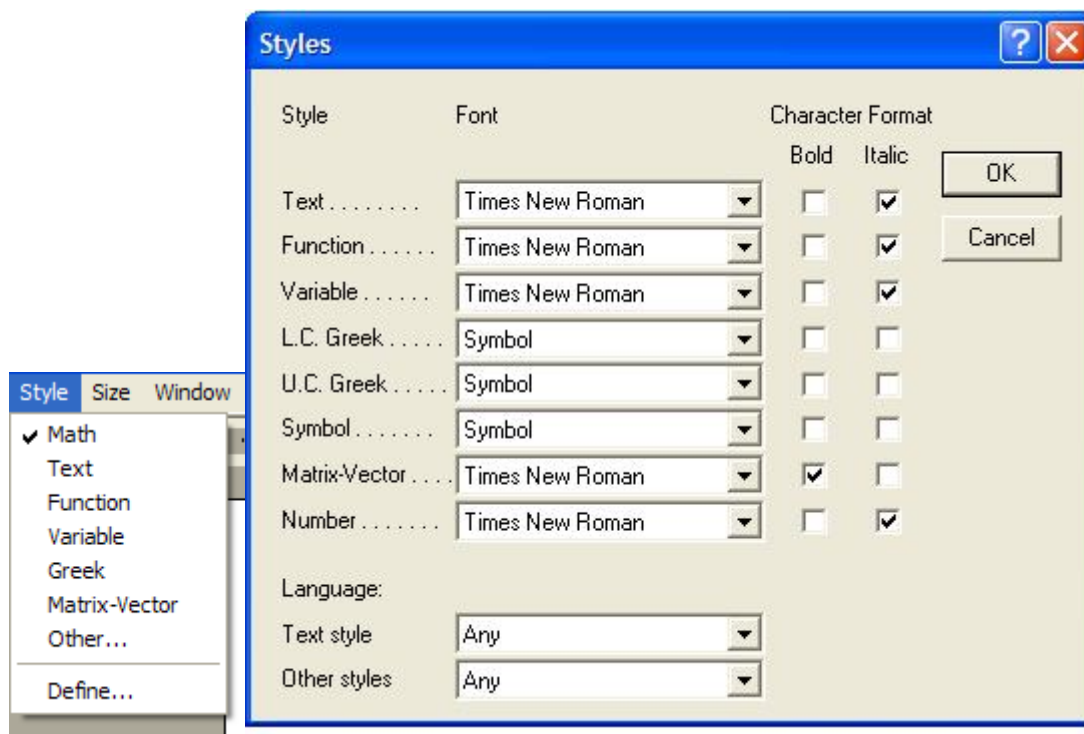 Styles
Style Font Character Format
Bold Italic
OK
Text . . . . . . . . Times New Roman
Cancel
Function . . . . . . Times New Roman
Variable . . . . . . Times New Roman
L.C. Greek . . . . . Symbol
U.C. Greek . . . . . Symbol
Symbol . . . . . . . Symbol
Matrix-Vector . . . . Times New Roman
Number . . . . . . . Times New Roman
Language:
Text style Any
Other styles Any
Style Size Window
Math
Text
Function
Variable
Greek
Matrix-Vector
Other...
Define...